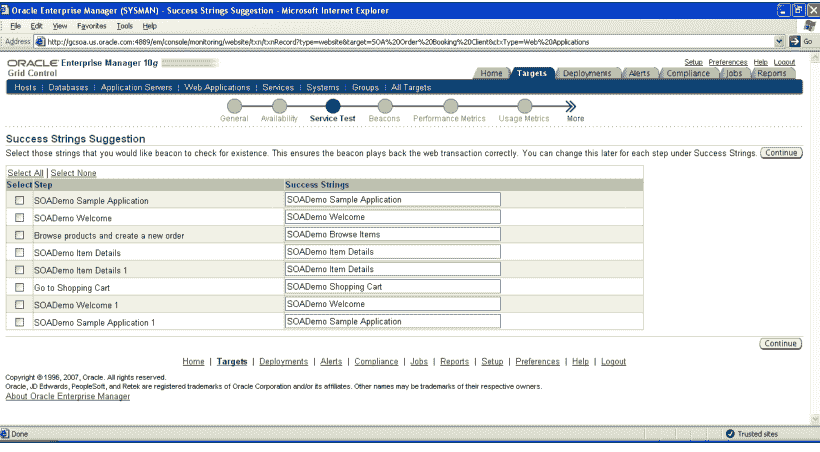 Oracle Enterprise Manager (SYSMAN) - Success Strings Suggestion - Microsoft Internet Explorer
File Edit View Favorites Tools Help
Address http://gcsoa.us.oracle.com:4889/em/console/monitoring/website/txn/txnRecord?type=website&target=SOA%20Order%20Booking%20Client&ctxType=Web%20Applications Go
ORACLE Enterprise Manager 10g
Grid Control
Setup Preferences Help Logout
Home Targets Deployments Alerts Compliance Jobs Reports
Hosts | Databases | Application Servers | Web Applications | Services | Systems | Groups | All Targets
General Availability Service Test Beacons Performance Metrics Usage Metrics More
Success Strings Suggestion
Select those strings that you would like beacon to check for existence. This ensures the beacon plays back the web transaction correctly. You can change this later for each step under Success Strings. Continue
Select All | Select None
Select Step Success Strings
SOADemo Sample Application SOADemo Sample Application
SOADemo Welcome SOADemo Welcome
Browse products and create a new order SOADemo Browse Items
SOADemo Item Details SOADemo Item Details
SOADemo Item Details 1 SOADemo Item Details
Go to Shopping Cart SOADemo Shopping Cart
SOADemo Welcome 1 SOADemo Welcome
SOADemo Sample Application 1 SOADemo Sample Application
Continue
Home | Targets | Deployments | Alerts | Compliance | Jobs | Reports | Setup | Preferences | Help | Logout
Copyright © 1996, 2007, Oracle. All rights reserved.
Oracle, JD Edwards, PeopleSoft, and Retek are registered trademarks of Oracle Corporation and/or its affiliates. Other names may be trademarks of their respective owners.
About Oracle Enterprise Manager
Done Trusted sites